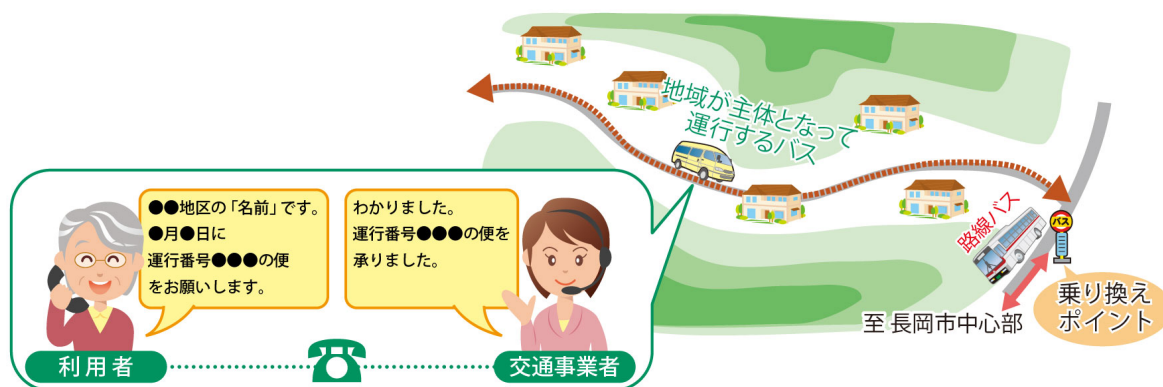 地域が主体となって
運行するバス
●●地区の「名前」です。
●月●日に
運行番号●●●の便
をお願いします。
わかりました。
運行番号●●●の便を
承りました。
利用者
交通事業者
路線バス
バス
乗り換え
ポイント
至 長岡市中心部